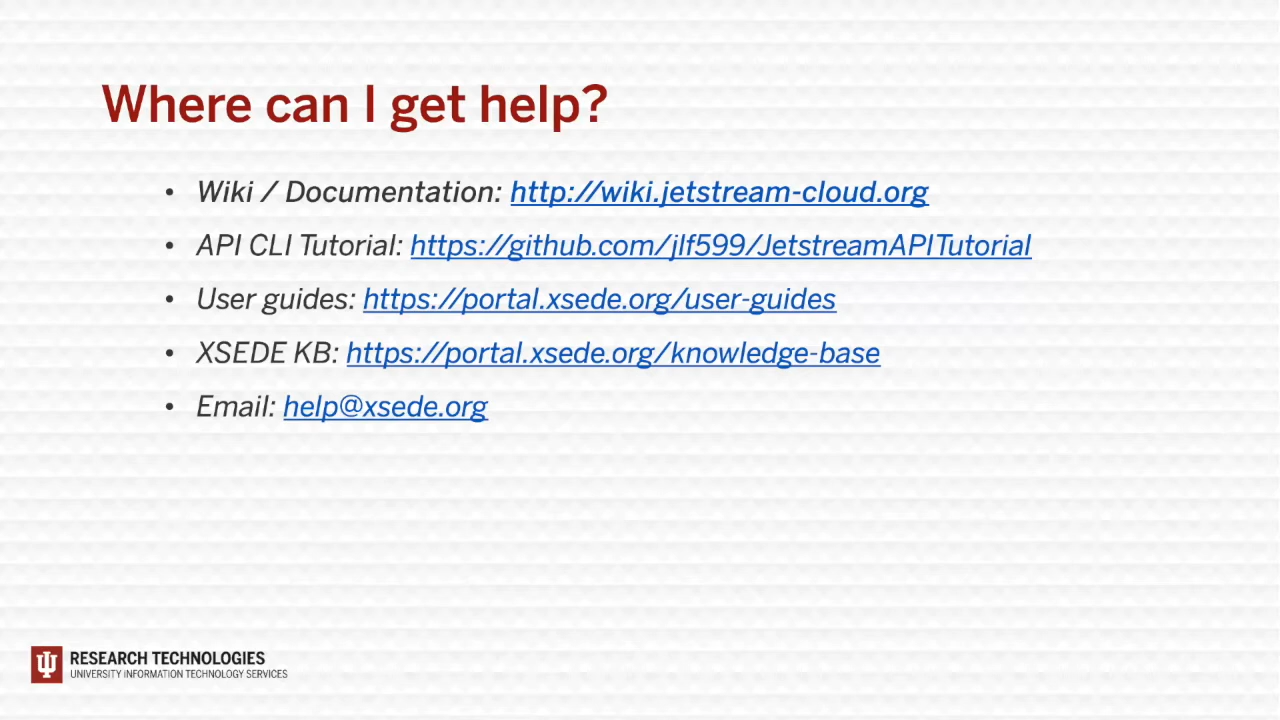 Where can I get help?
• Wiki / Documentation: http://wiki.jetstream-cloud.org
• API CLI Tutorial: https://github.com/jlf599/JetstreamAPITutorial
• User guides: https://portal.xsede.org/user-guides
• XSEDE KB: https://portal.xsede.org/knowledge-base
• Email: help@xsede.org
RESEARCH TECHNOLOGIES
UNIVERSITY INFORMATION TECHNOLOGY SERVICES